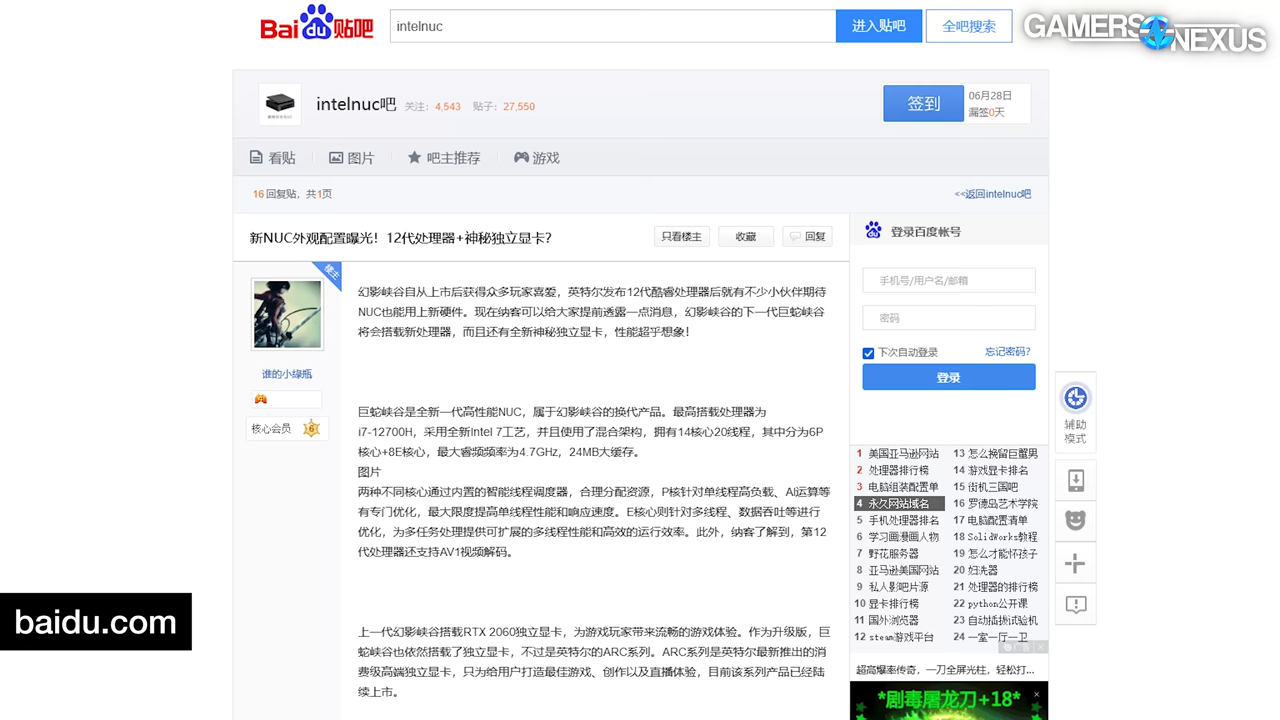 Bai du 贴吧
intelnuc
进入贴吧
全吧搜索
GAMERS NEXUS
intelnuc吧 关注: 4,543 贴子: 27,550
签到
06月28日
漏签0天
看贴
图片
吧主推荐
游戏
16回复贴，共1页
<<返回intelnuc吧
新NUC外观配置曝光！12代处理器+神秘独立显卡？
只看楼主
收藏
回复
楼主
谁的小绿瓶
核心会员 6
幻影峡谷自从上市后获得众多玩家喜爱，英特尔发布12代酷睿处理器后就有不少小伙伴期待
NUC也能用上新硬件。现在纳客可以给大家提前透露一点消息，幻影峡谷的下一代巨蛇峡谷
将会搭载新处理器，而且还有全新神秘独立显卡，性能超乎想象！
巨蛇峡谷是全新一代高性能NUC，属于幻影峡谷的换代产品。最高搭载处理器为
i7-12700H，采用全新Intel 7工艺，并且使用了混合架构，拥有14核心20线程，其中分为6P
核心+8E核心，最大睿频频率为4.7GHz，24MB大缓存。
图片
两种不同核心通过内置的智能线程调度器，合理分配资源，P核针对单线程高负载、AI运算等
有专门优化，最大限度提高单线程性能和响应速度。E核心则针对多线程、数据吞吐等进行
优化，为多任务处理提供可扩展的多线程性能和高效的运行效率。此外，纳客了解到，第12
代处理器还支持AV1视频解码。
上一代幻影峡谷搭载RTX 2060独立显卡，为游戏玩家带来流畅的游戏体验。作为升级版，巨
蛇峡谷也依然搭载了独立显卡，不过是英特尔的ARC系列。ARC系列是英特尔最新推出的消
费级高端独立显卡，只为给用户打造最佳游戏、创作以及直播体验，目前该系列产品已经陆
续上市。
登录百度帐号
手机号/用户名/邮箱
密码
下次自动登录
忘记密码?
登录
1 美国亚马逊网站
2 处理器排行榜
3 电脑组装配置单
4 永久网站域名
5 手机处理器排名
6 学习画漫画人物
7 野花服务器
8 亚马逊美国网站
9 私人影吧片源
10 显卡排行榜
11 国外浏览器
12 steam游戏平台
13 怎么挽留巨蟹男
14 游戏显卡排名
15 街机三国吧
16 罗德岛艺术学院
17 电脑配置清单
18 SolidWorks教程
19 怎么才能怀孩子
20 妇洗器
21 处理器的排行榜
22 python公开课
23 自动插拔试验机
24 一室一厅一卫
广告
超高爆率传奇，一刀全屏光柱，轻松打...
*剧毒屠龙刀+18*
辅助
模式
baidu.com